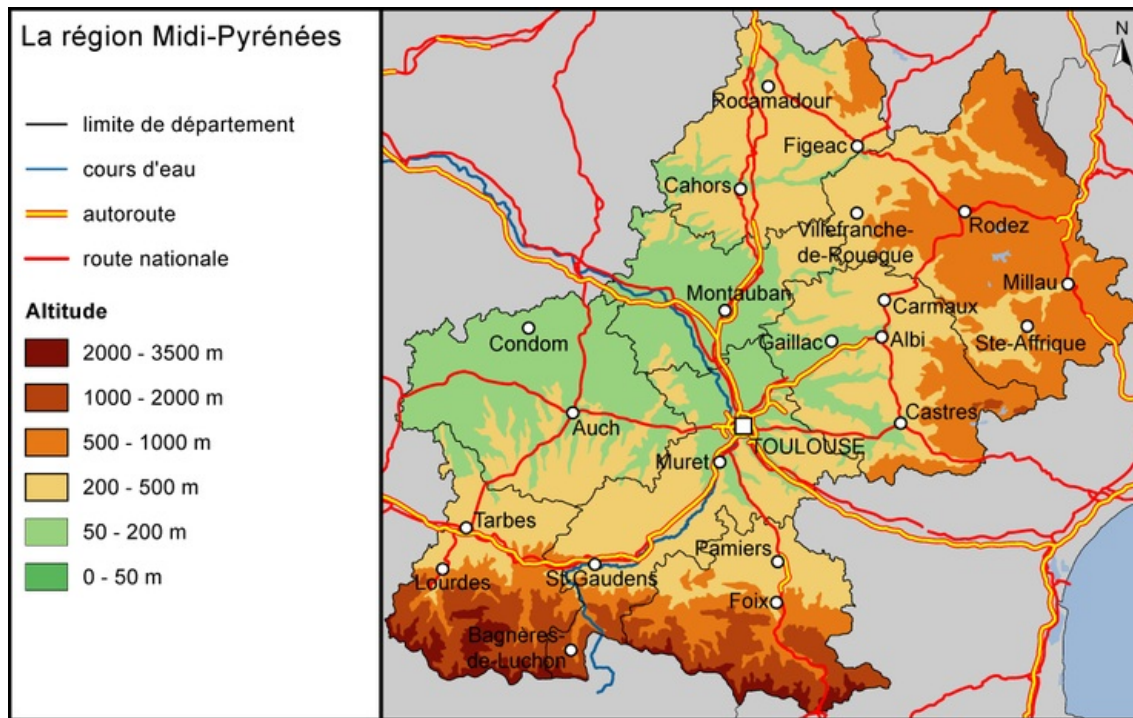 La région Midi-Pyrénées
limite de département
cours d'eau
autoroute
route nationale
Altitude
2000 - 3500 m
1000 - 2000 m
500 - 1000 m
200 - 500 m
50 - 200 m
0 - 50 m
N
Rocamadour
Figeac
Cahors
Villefranche-
de-Rouegue
Rodez
Millau
Montauban
Carmaux
Condom
Gaillac
Albi
Ste-Affrique
Auch
Castres
TOULOUSE
Muret
Tarbes
Pamiers
Lourdes
St-Gaudens
Foix
Bagnères-
de-Luchon